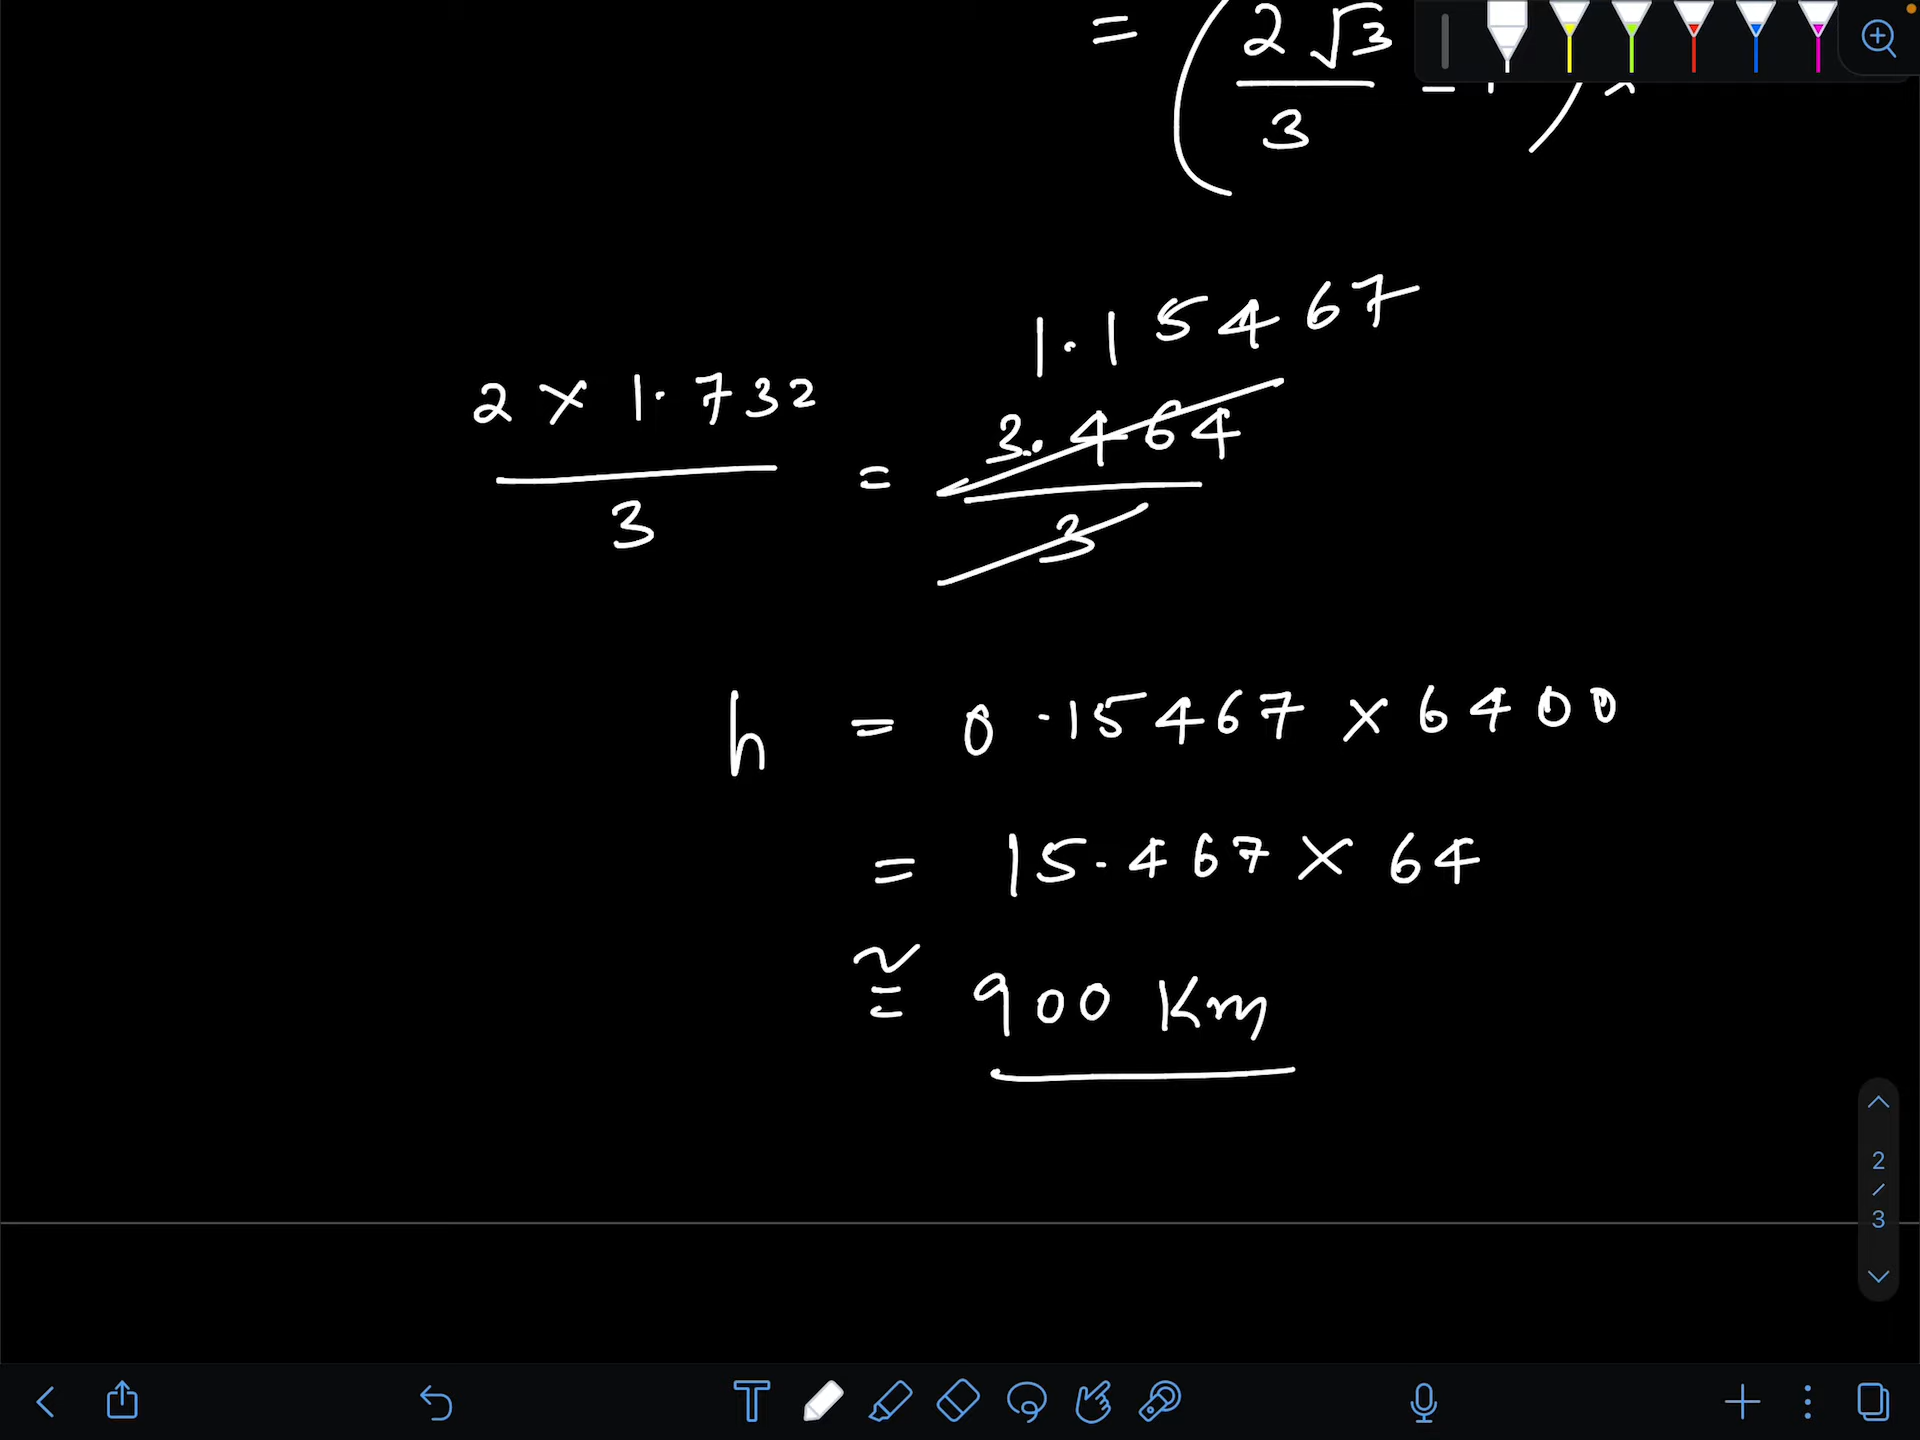 = ( 2 √3
3
1.15467
2 × 1.732 = 3.464
3 3
h = 0.15467 × 6400
= 15.467 × 64
≅ 900 Km
2
/
3
T